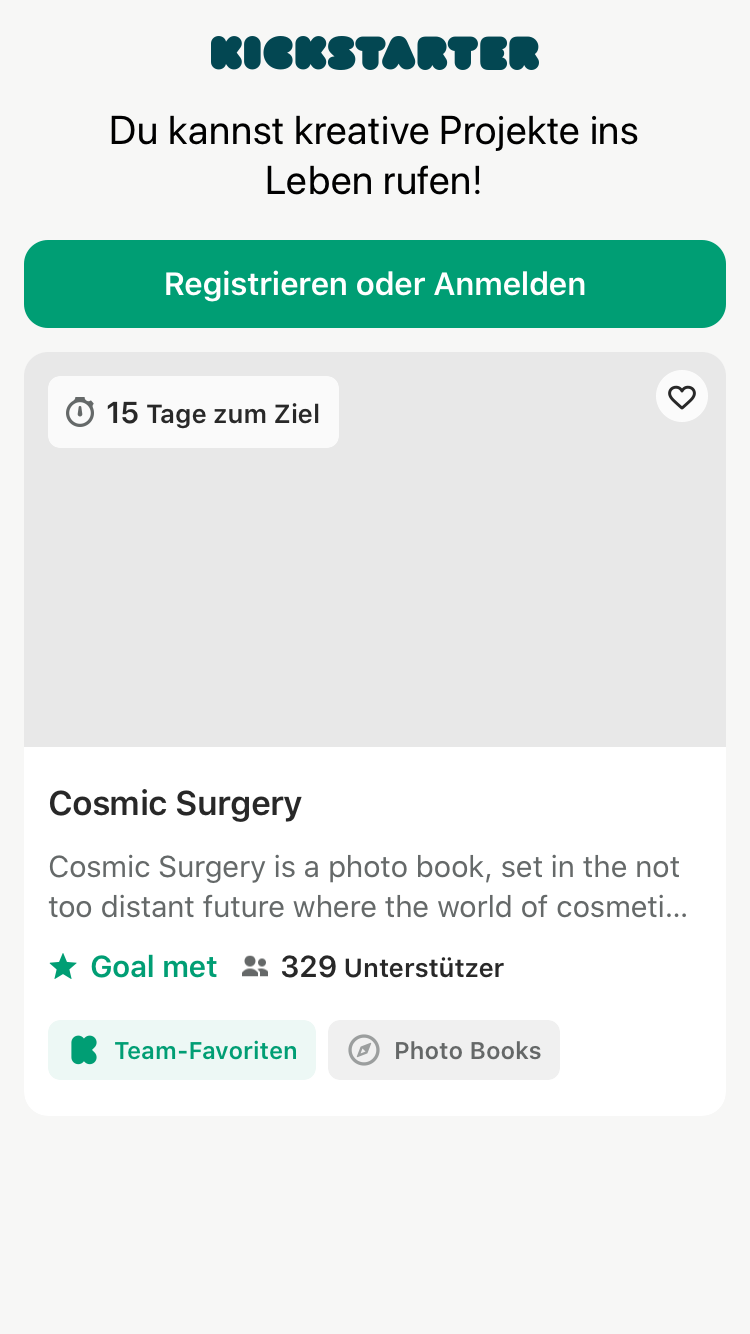 KICKSTARTER
Du kannst kreative Projekte ins
Leben rufen!
Registrieren oder Anmelden
15 Tage zum Ziel
Cosmic Surgery
Cosmic Surgery is a photo book, set in the not
too distant future where the world of cosmeti...
Goal met 329 Unterstützer
Team-Favoriten Photo Books